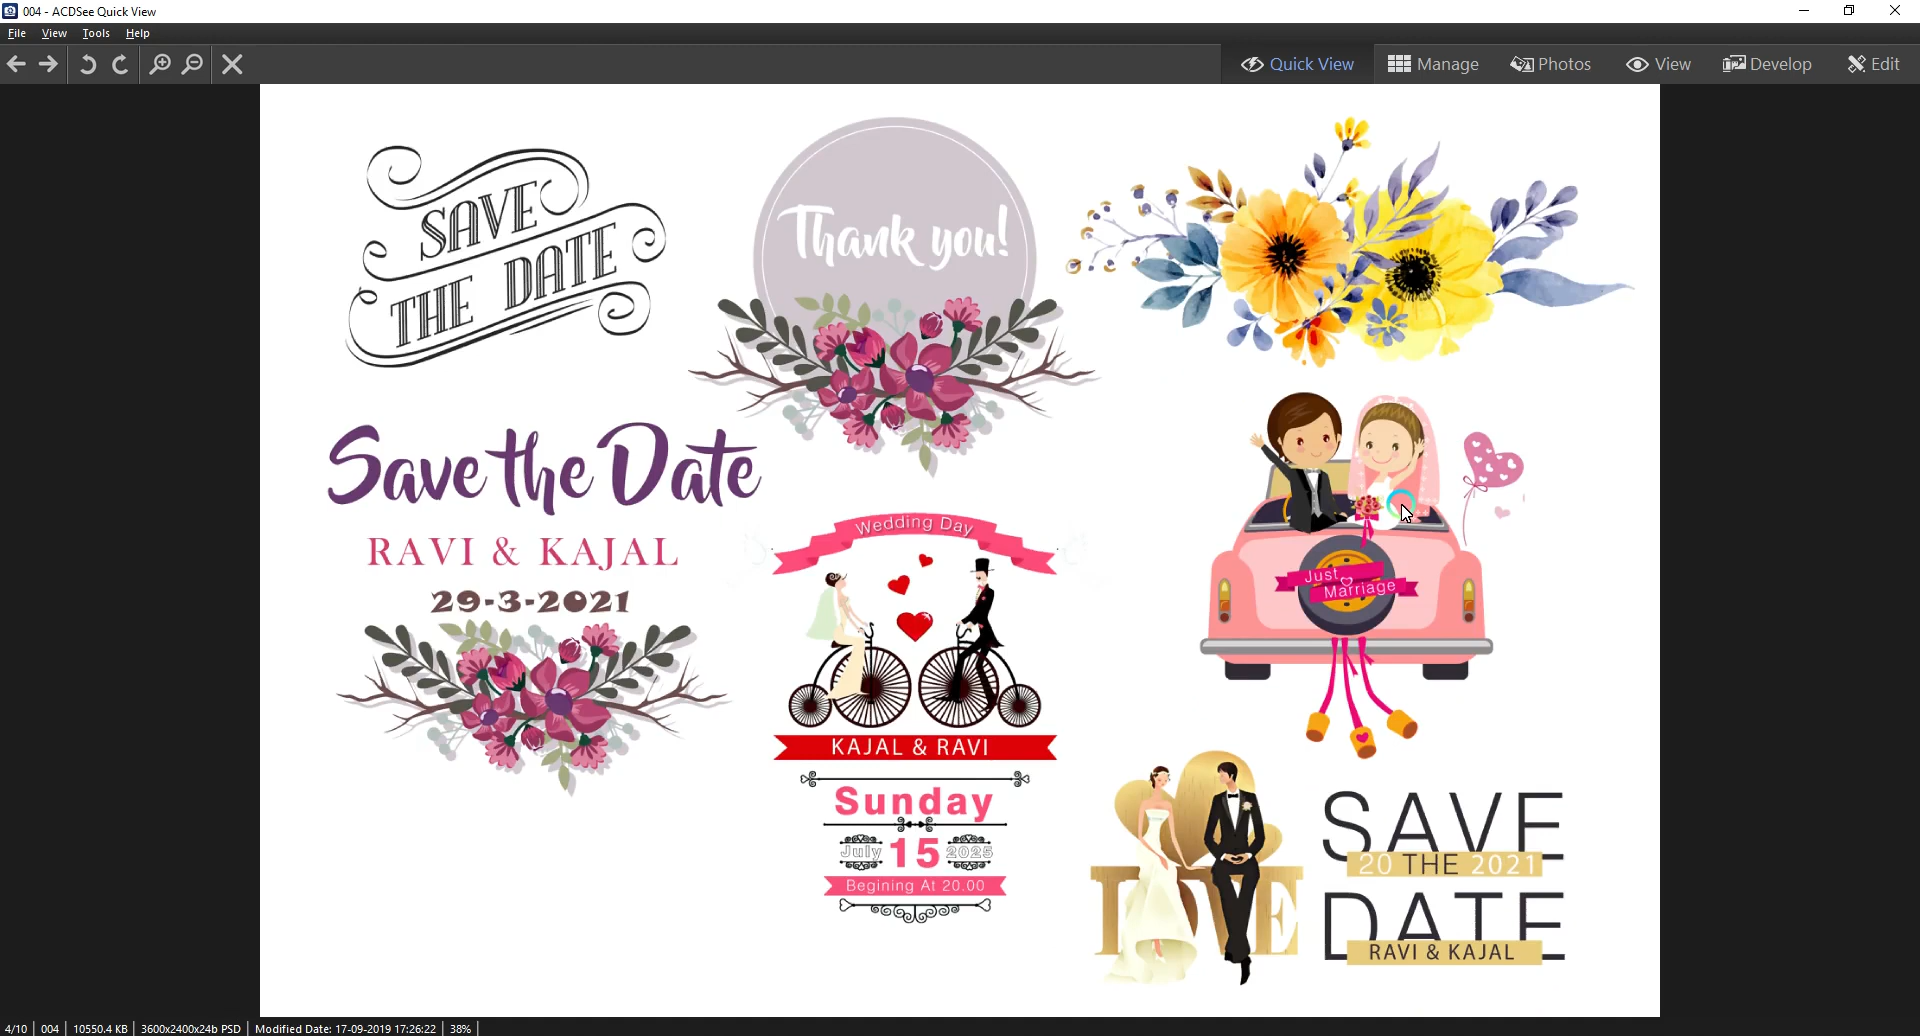 004 - ACDSee Quick View
File View Tools Help
Quick View Manage Photos View Develop Edit
SAVE
THE DATE
Thank you!
Save the Date
RAVI & KAJAL
29-3-2021
Wedding Day
KAJAL & RAVI
Sunday
July 15 2025
Begining At 20.00
Just
Marriage
LOVE
SAVE
20 THE 2021
DATE
RAVI & KAJAL
4/10 004 10550.4 KB 3600x2400x24b PSD Modified Date: 17-09-2019 17:26:22 38%